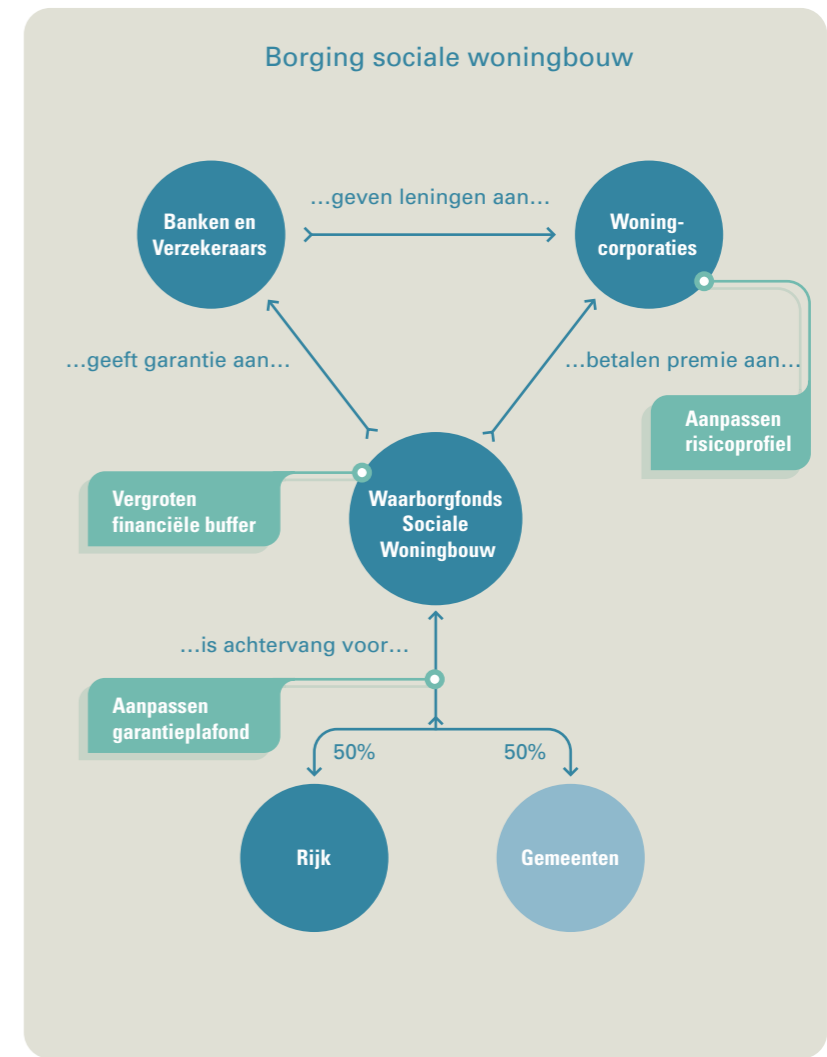 Borging sociale woningbouw
…geven leningen aan…
Banken en
Verzekeraars
Woning-
corporaties
…geeft garantie aan…
…betalen premie aan…
Aanpassen
risicoprofiel
Vergroten
financiële buffer
Waarborgfonds
Sociale
Woningbouw
…is achtervang voor…
Aanpassen
garantieplafond
50%
50%
Rijk
Gemeenten